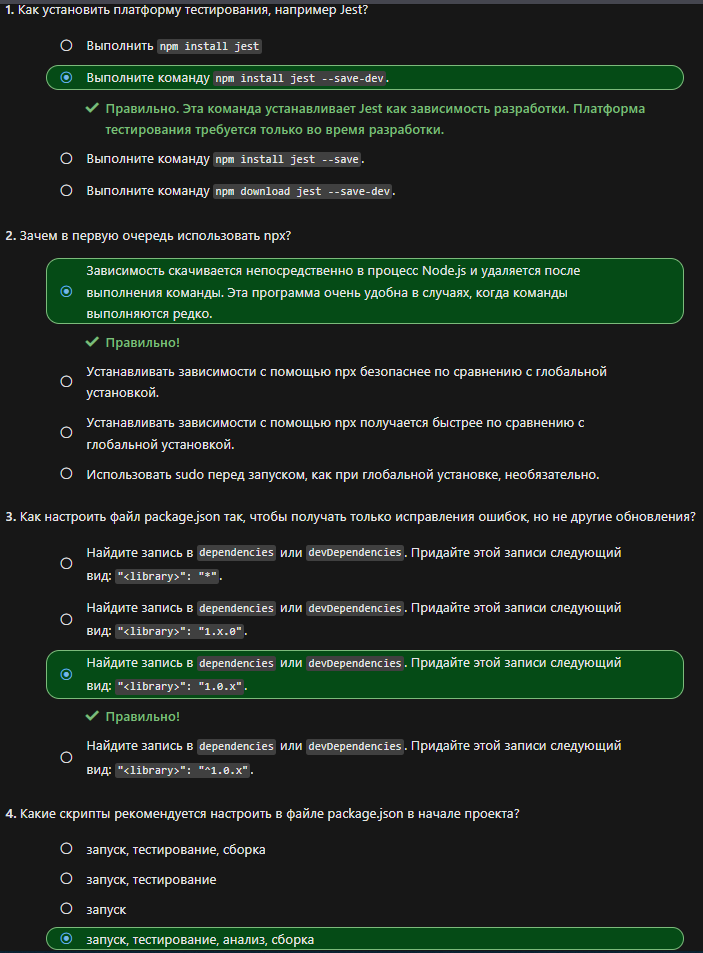 1. Как установить платформу тестирования, например Jest?
Выполнить npm install jest
Выполните команду npm install jest --save-dev.
Правильно. Эта команда устанавливает Jest как зависимость разработки. Платформа
тестирования требуется только во время разработки.
Выполните команду npm install jest --save.
Выполните команду npm download jest --save-dev.
2. Зачем в первую очередь использовать npx?
Зависимость скачивается непосредственно в процесс Node.js и удаляется после
выполнения команды. Эта программа очень удобна в случаях, когда команды
выполняются редко.
Правильно!
Устанавливать зависимости с помощью npx безопаснее по сравнению с глобальной
установкой.
Устанавливать зависимости с помощью npx получается быстрее по сравнению с
глобальной установкой.
Использовать sudo перед запуском, как при глобальной установке, необязательно.
3. Как настроить файл package.json так, чтобы получать только исправления ошибок, но не другие обновления?
Найдите запись в dependencies или devDependencies. Придайте этой записи следующий
вид: "<library>": "*".
Найдите запись в dependencies или devDependencies. Придайте этой записи следующий
вид: "<library>": "1.x.0".
Найдите запись в dependencies или devDependencies. Придайте этой записи следующий
вид: "<library>": "1.0.x".
Правильно!
Найдите запись в dependencies или devDependencies. Придайте этой записи следующий
вид: "<library>": "^1.0.x".
4. Какие скрипты рекомендуется настроить в файле package.json в начале проекта?
запуск, тестирование, сборка
запуск, тестирование
запуск
запуск, тестирование, анализ, сборка